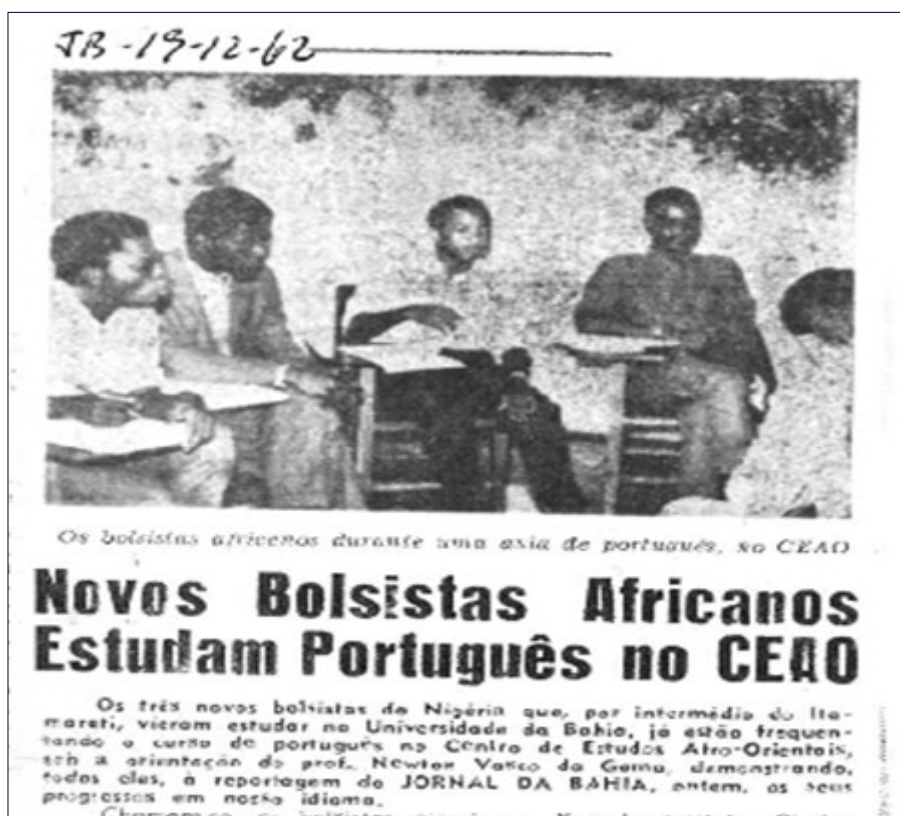 JB-19-12-62
Os bolsistas africanos durante uma aula de português, no CEAO
Novos Bolsistas Africanos
Estudam Português no CEAO
Os três novos bolsistas da Nigéria que, por intermédio do Ita-
marati, vieram estudar na Universidade da Bahia, já estão frequen-
tando o curso de português no Centro de Estudos Afro-Orientais,
sob a orientação do prof. Newton Vasco da Gama, demonstrando,
todos eles, à reportagem do JORNAL DA BAHIA, ontem, os seus
progressos em nosso idioma.